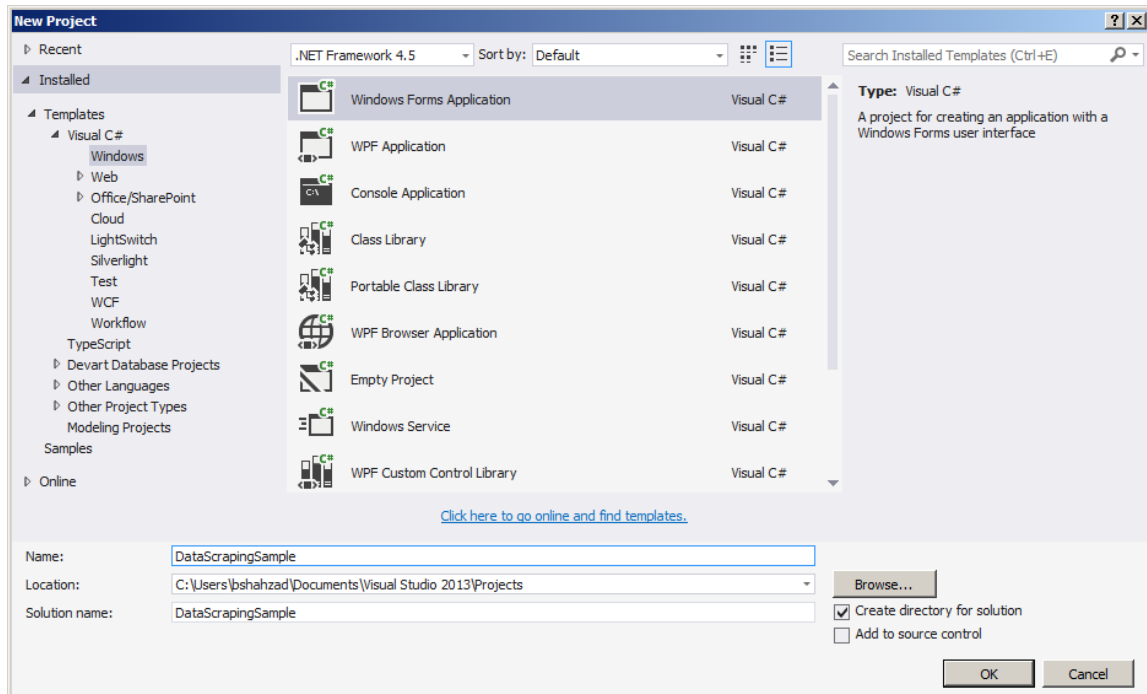 New Project
Recent
Installed
Templates
Visual C#
Windows
Web
Office/SharePoint
Cloud
LightSwitch
Silverlight
Test
WCF
Workflow
TypeScript
Devart Database Projects
Other Languages
Other Project Types
Modeling Projects
Samples
Online
.NET Framework 4.5 Sort by: Default
C# Windows Forms Application Visual C#
C# WPF Application Visual C#
C# C:\ Console Application Visual C#
C# Class Library Visual C#
C# Portable Class Library Visual C#
C# WPF Browser Application Visual C#
C# Empty Project Visual C#
C# Windows Service Visual C#
C# WPF Custom Control Library Visual C#
Click here to go online and find templates.
Search Installed Templates (Ctrl+E)
Type: Visual C#
A project for creating an application with a
Windows Forms user interface
Name: DataScrapingSample
Location: C:\Users\bshahzad\Documents\Visual Studio 2013\Projects
Browse...
Solution name: DataScrapingSample
Create directory for solution
Add to source control
OK Cancel